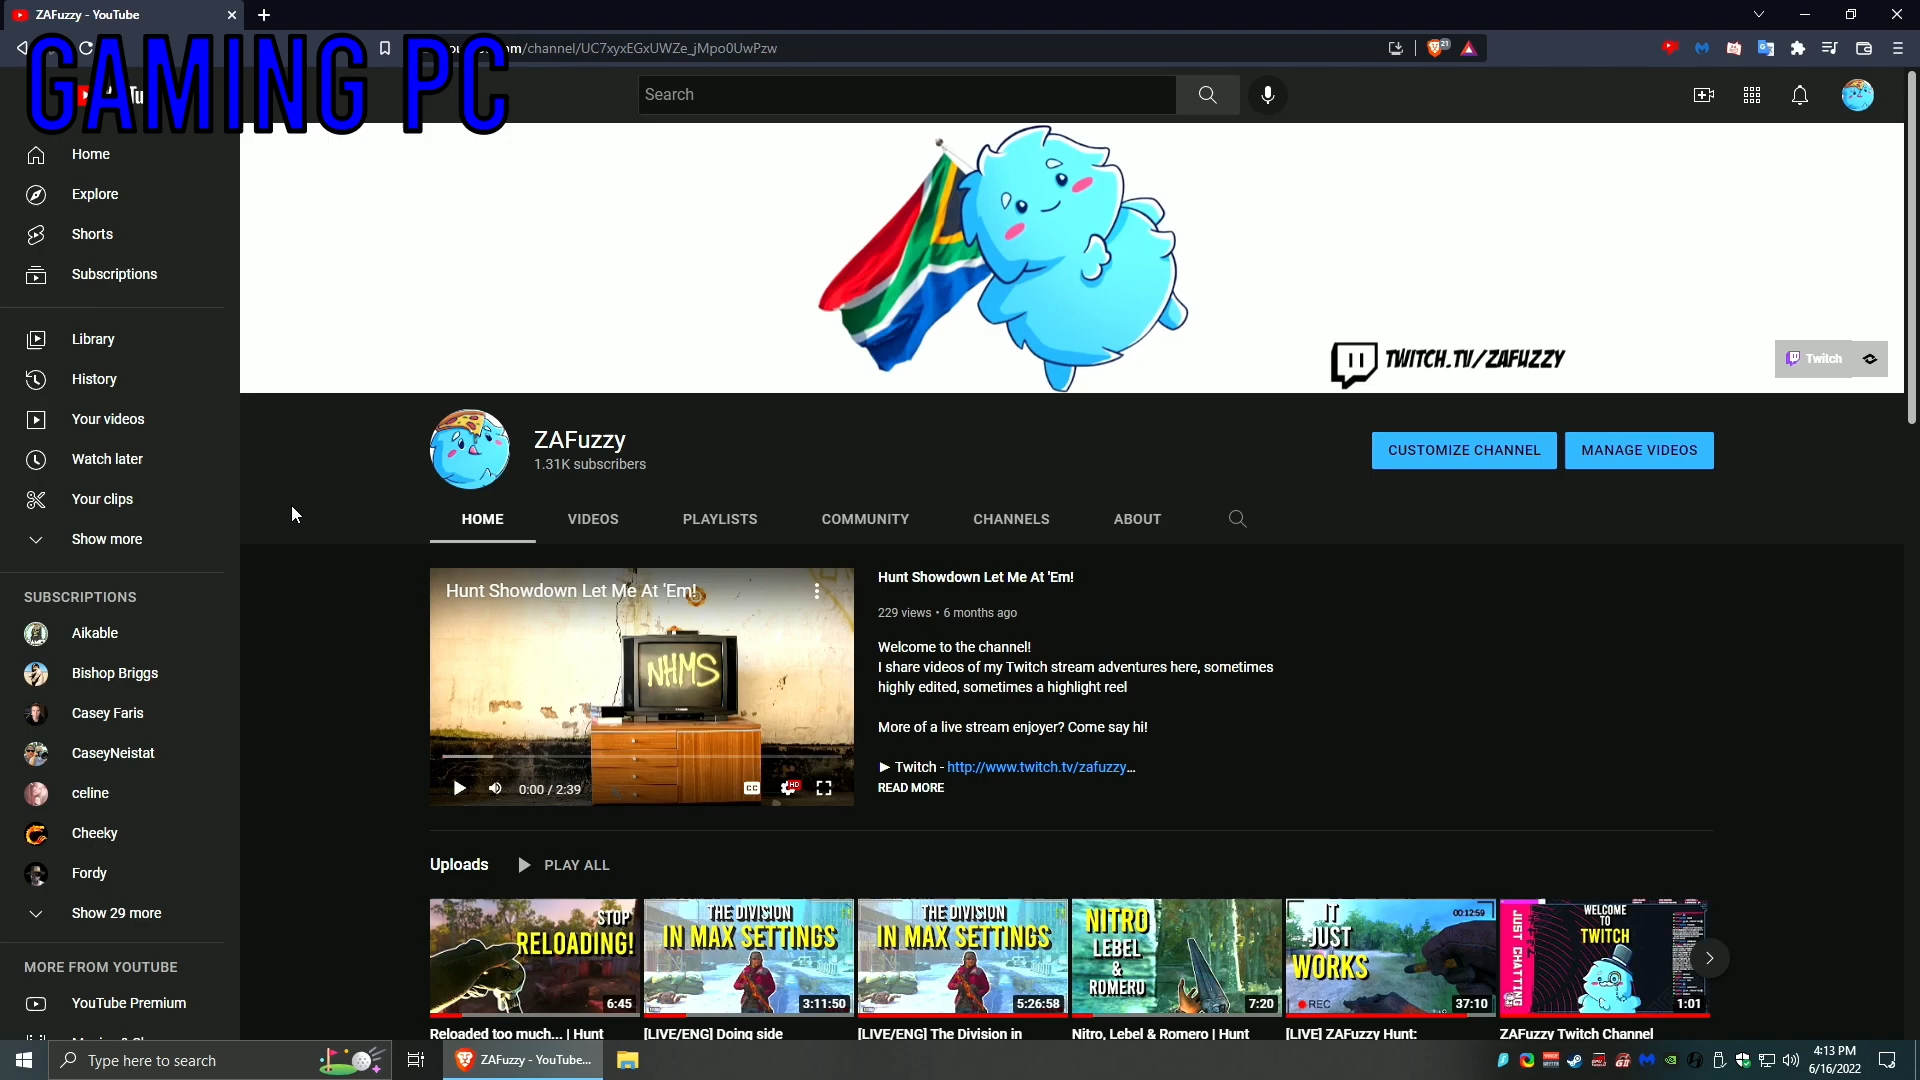 ZAFuzzy - YouTube
GAMING PC
/channel/UC7xyxEGxUWZe_jMpo0UwPzw
21
Search
Home
Explore
Shorts
Subscriptions
TWITCH.TV/ZAFUZZY
Twitch
Library
History
Your videos
Watch later
Your clips
Show more
ZAFuzzy
1.31K subscribers
CUSTOMIZE CHANNEL
MANAGE VIDEOS
HOME
VIDEOS
PLAYLISTS
COMMUNITY
CHANNELS
ABOUT
SUBSCRIPTIONS
Aikable
Bishop Briggs
Casey Faris
CaseyNeistat
celine
Cheeky
Fordy
Show 29 more
Hunt Showdown Let Me At 'Em!
NHMS
0:00 / 2:39
CC
HD
Hunt Showdown Let Me At 'Em!
229 views • 6 months ago
Welcome to the channel!
I share videos of my Twitch stream adventures here, sometimes
highly edited, sometimes a highlight reel
More of a live stream enjoyer? Come say hi!
► Twitch - http://www.twitch.tv/zafuzzy...
READ MORE
Uploads
PLAY ALL
STOP
RELOADING!
6:45
THE DIVISION
IN MAX SETTINGS
3:11:50
THE DIVISION
IN MAX SETTINGS
5:26:58
NITRO
LEBEL
&
ROMERU
7:20
IT
JUST
WORKS
00:12:59
REC
37:10
JUST CHATTING
WELCOME
TO
TWITCH
1:01
Reloaded too much... | Hunt
[LIVE/ENG] Doing side
[LIVE/ENG] The Division in
Nitro, Lebel & Romero | Hunt
[LIVE] ZAFuzzy Hunt:
ZAFuzzy Twitch Channel
MORE FROM YOUTUBE
YouTube Premium
Type here to search
ZAFuzzy - YouTube...
4:13 PM
6/16/2022